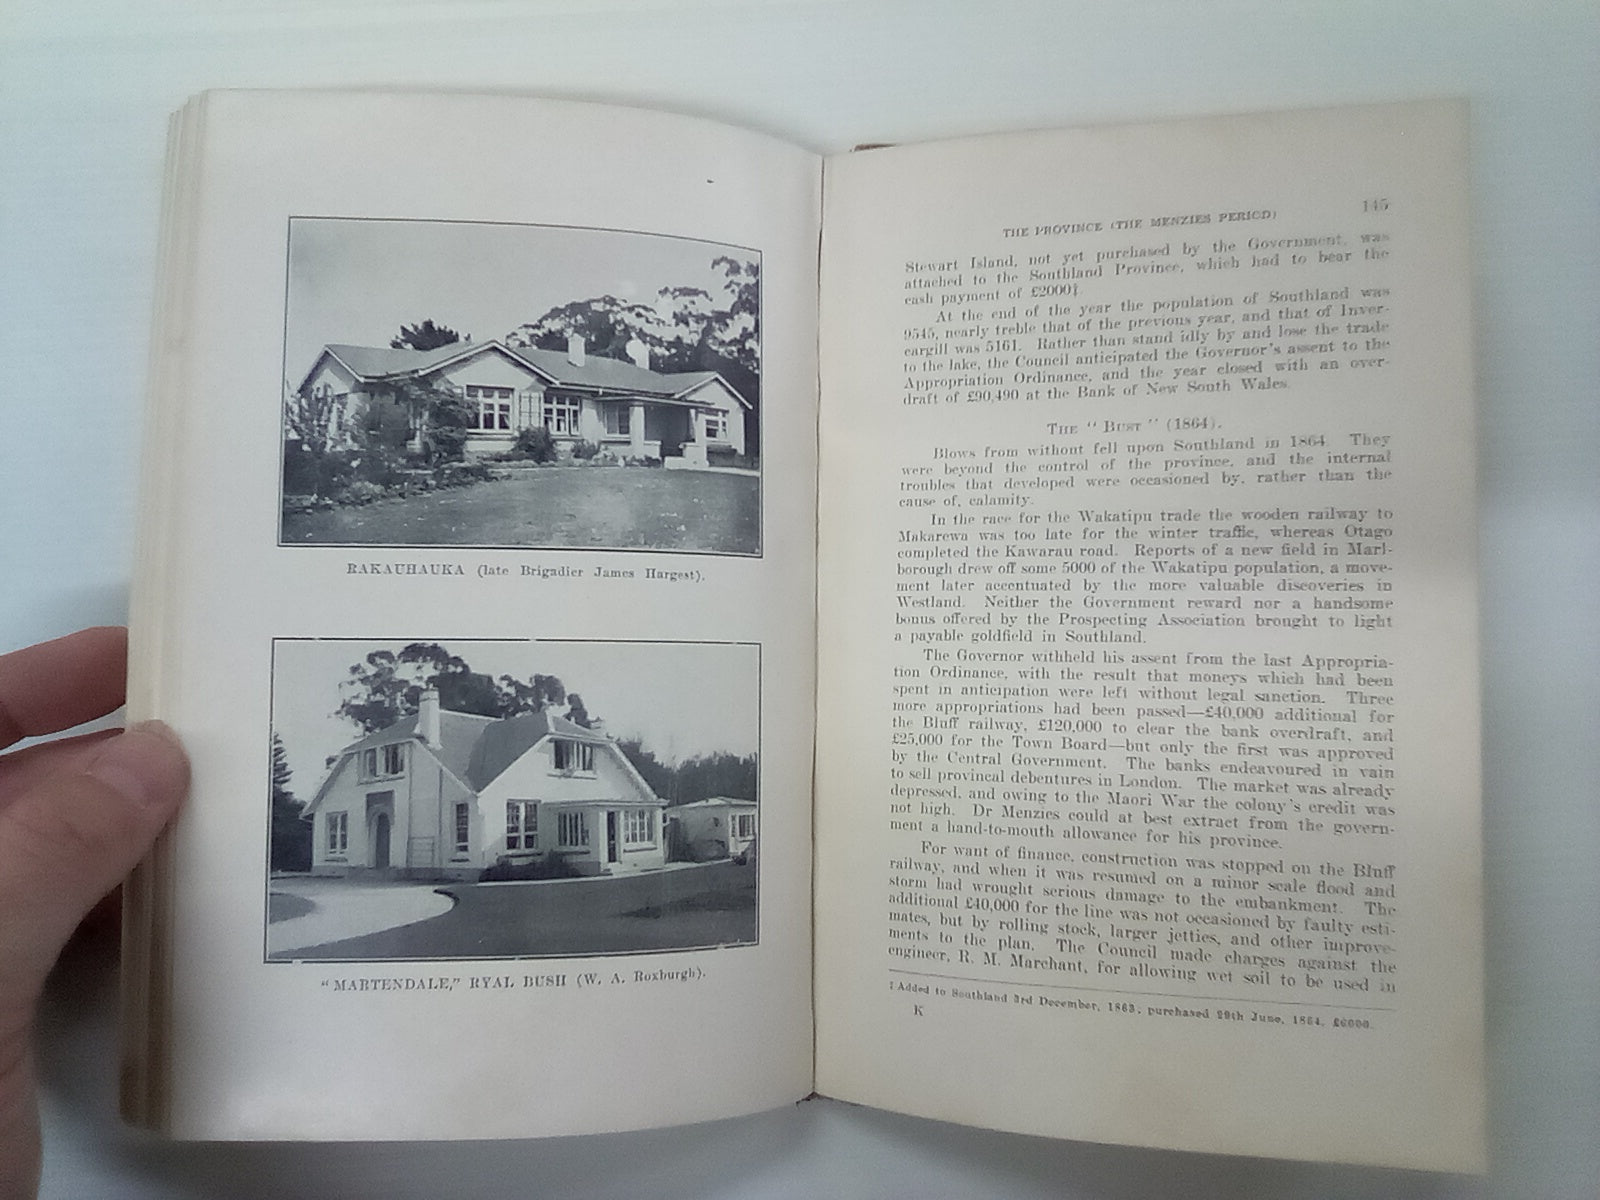 RAKAUHAUKA (late Brigadier James Hargest).
"MARTENDALE," RYAL BUSH (W. A. Roxburgh).
THE PROVINCE (THE MENZIES PERIOD)
145
Stewart Island, not yet purchased by the Government, was
attached to the Southland Province, which had to bear the
cash payment of £2000‡.
At the end of the year the population of Southland was
9545, nearly treble that of the previous year, and that of Inver-
cargill was 5161. Rather than stand idly by and lose the trade
to the lake, the Council anticipated the Governor's assent to the
Appropriation Ordinance, and the year closed with an over-
draft of £90,490 at the Bank of New South Wales.
THE "BUST" (1864).
Blows from without fell upon Southland in 1864. They
were beyond the control of the province, and the internal
troubles that developed were occasioned by, rather than the
cause of, calamity.
In the race for the Wakatipu trade the wooden railway to
Makarewa was too late for the winter traffic, whereas Otago
completed the Kawarau road. Reports of a new field in Marl-
borough drew off some 5000 of the Wakatipu population, a move-
ment later accentuated by the more valuable discoveries in
Westland. Neither the Government reward nor a handsome
bonus offered by the Prospecting Association brought to light
a payable goldfield in Southland.
The Governor withheld his assent from the last Appropria-
tion Ordinance, with the result that moneys which had been
spent in anticipation were left without legal sanction. Three
more appropriations had been passed—£40,000 additional for
the Bluff railway, £120,000 to clear the bank overdraft, and
£25,000 for the Town Board—but only the first was approved
by the Central Government. The banks endeavoured in vain
to sell provincal debentures in London. The market was already
depressed, and owing to the Maori War the colony's credit was
not high. Dr Menzies could at best extract from the govern-
ment a hand-to-mouth allowance for his province.
For want of finance, construction was stopped on the Bluff
railway, and when it was resumed on a minor scale flood and
storm had wrought serious damage to the embankment. The
additional £40,000 for the line was not occasioned by faulty esti-
mates, but by rolling stock, larger jetties, and other improve-
ments to the plan. The Council made charges against the
engineer, R. M. Marchant, for allowing wet soil to be used in
‡ Added to Southland 3rd December, 1863; purchased 29th June, 1864, £6000.
K